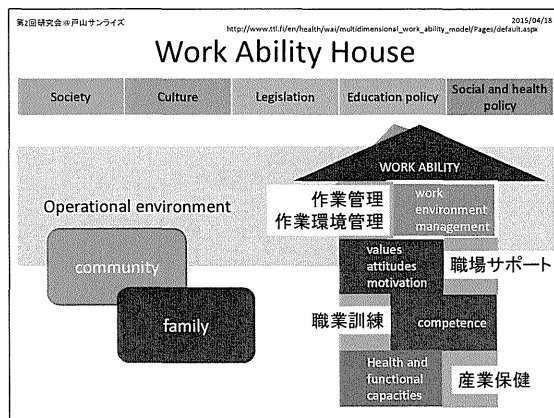 第2回研究会@戸山サンライズ
2015/04/18
http://www.ttl.fi/en/health/wai/multidimensional_work_ability_model/Pages/default.aspx
Work Ability House
Society
Culture
Legislation
Education policy
Social and health
policy
WORK ABILITY
Operational environment
community
family
作業管理
作業環境管理
work
environment
management
values
attitudes
motivation
職場サポート
職業訓練
competence
Health and
functional
capacities
産業保健